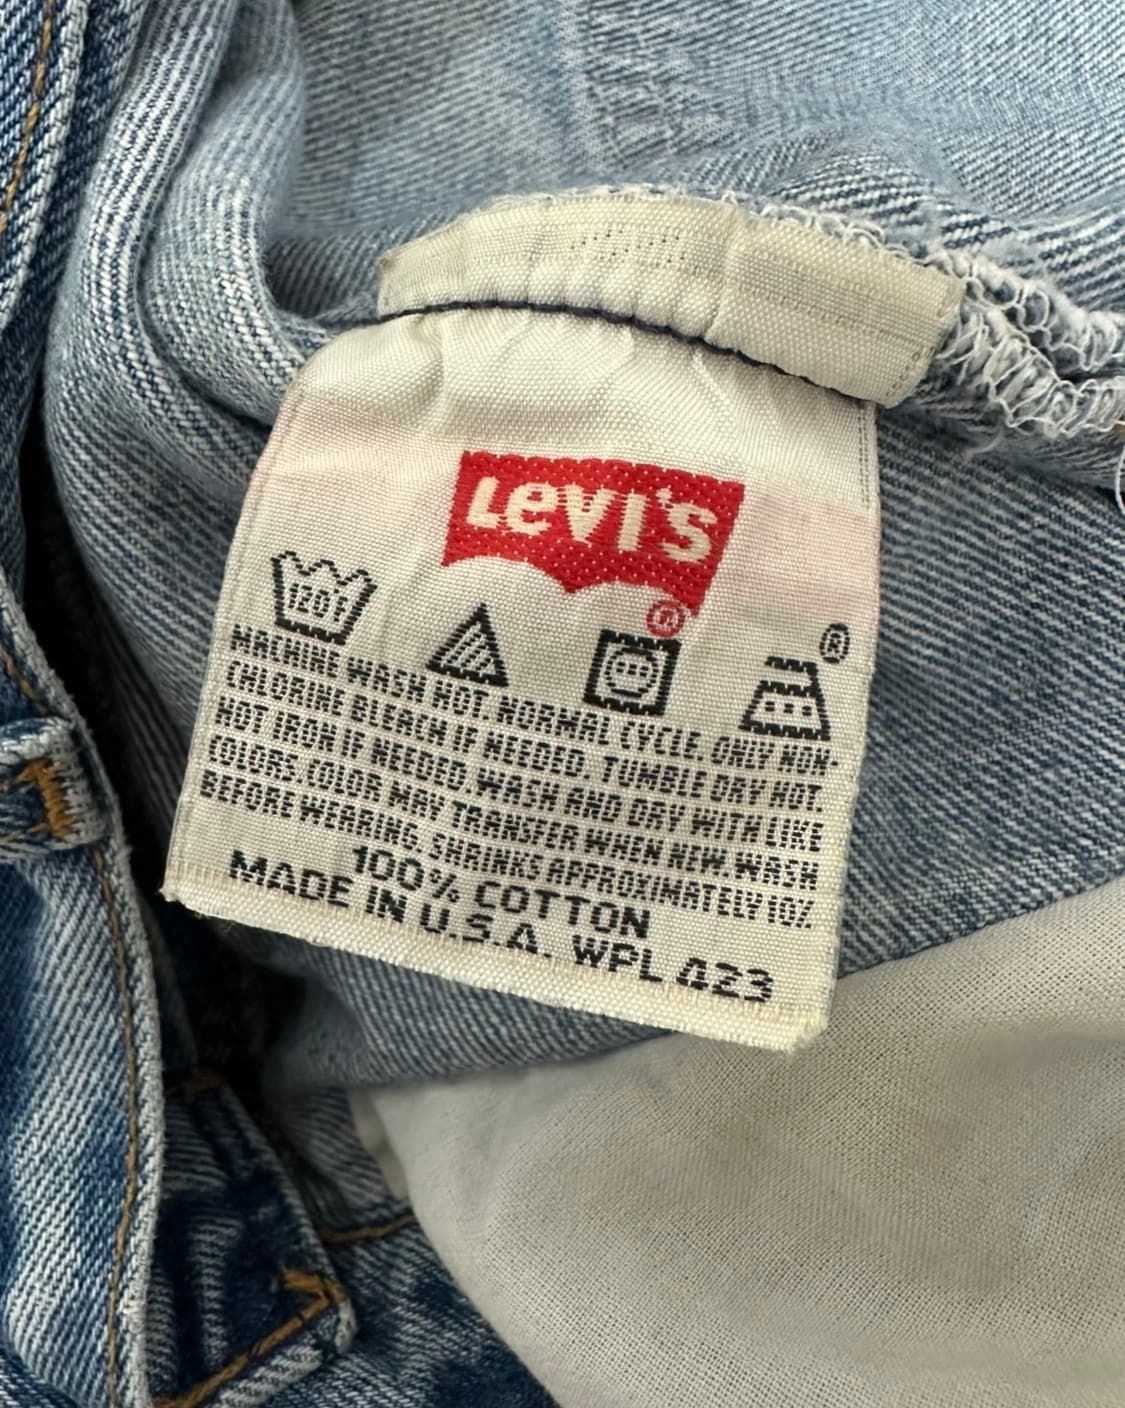 LEVI'S
®
120F
®
MACHINE WASH HOT. NORMAL CYCLE. ONLY NON-
CHLORINE BLEACH IF NEEDED. TUMBLE DRY HOT.
HOT IRON IF NEEDED. WASH AND DRY WITH LIKE
COLORS. COLOR MAY TRANSFER WHEN NEW. WASH
BEFORE WEARING. SHRINKS APPROXIMATELY 10%.
100% COTTON
MADE IN U.S.A. WPL 423